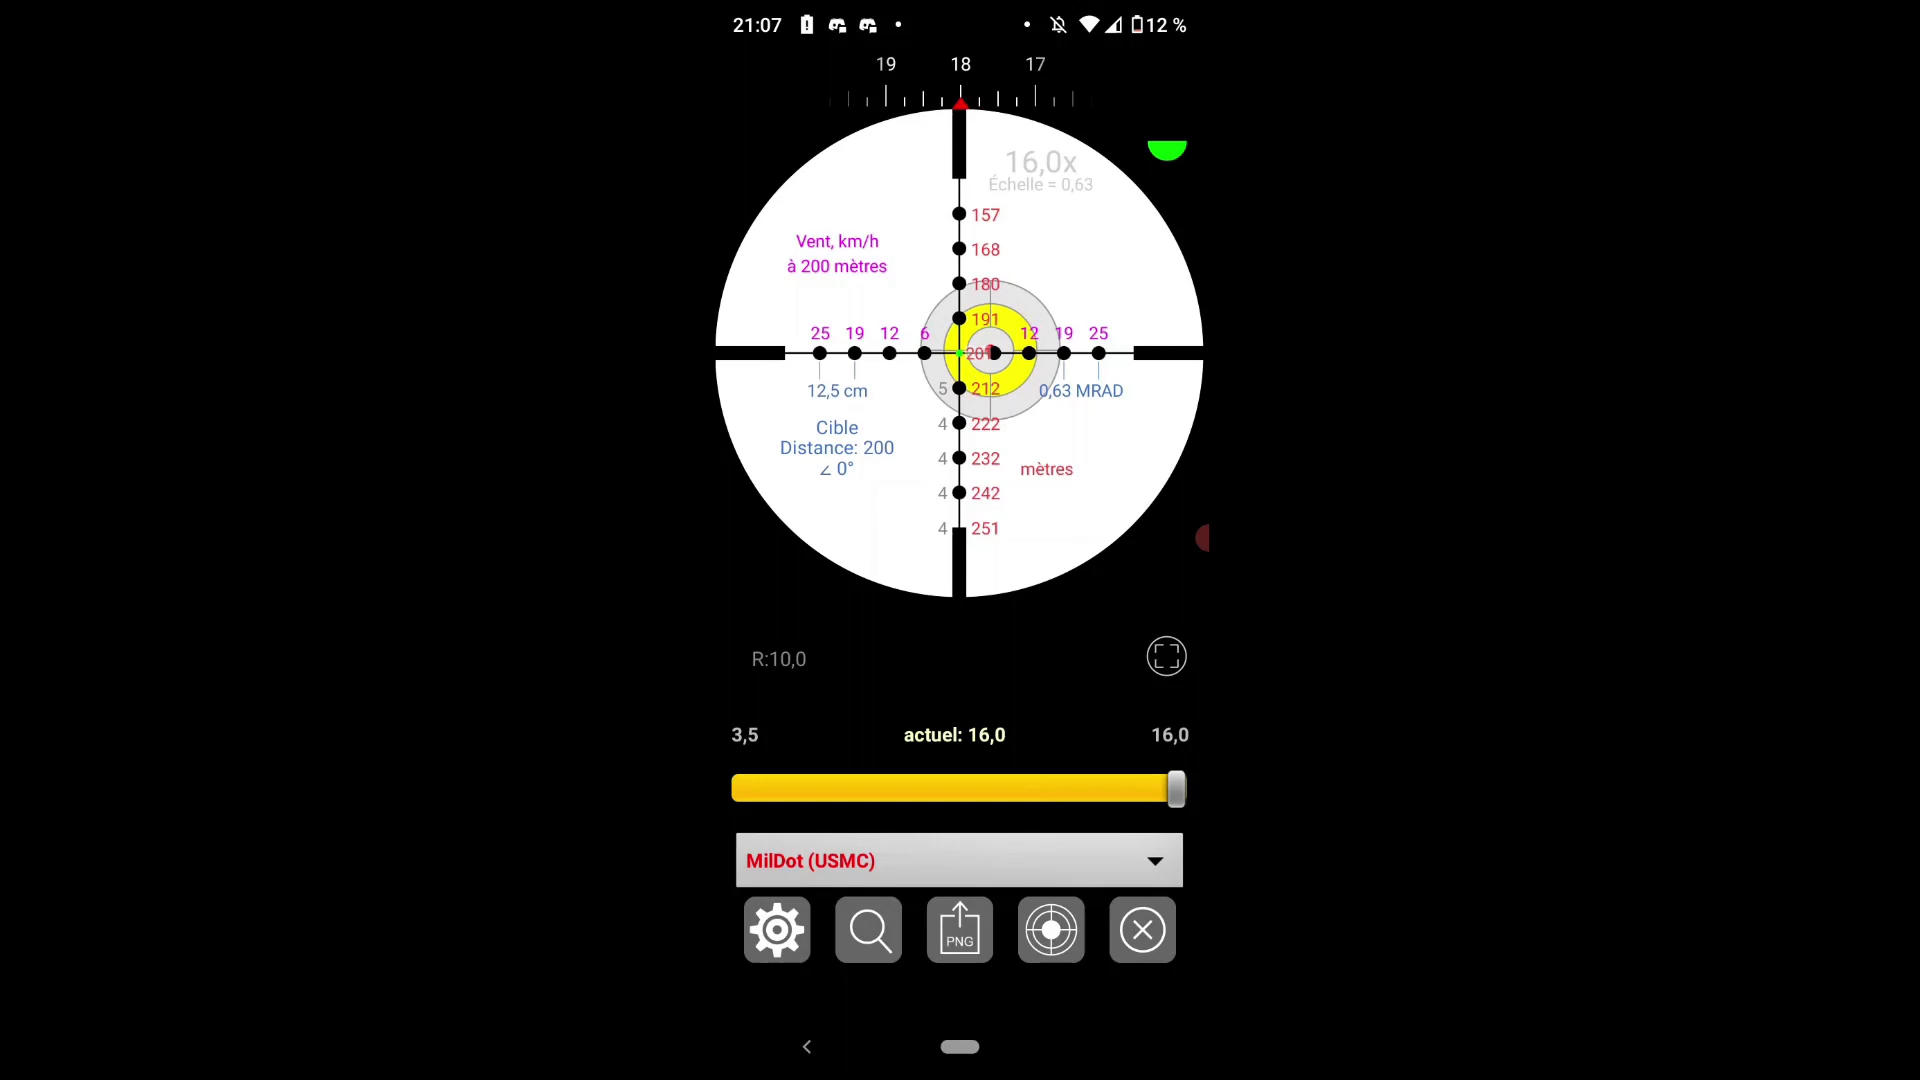 21:07
12 %
19 18 17
16,0x
Échelle = 0,63
157
168
Vent, km/h
à 200 mètres
180
191
25 19 12 6 12 19 25
201
5 212
12,5 cm
0,63 MRAD
4 222
Cible
Distance: 200
∠ 0°
4 232
mètres
4 242
4 251
R:10,0
3,5 actuel: 16,0 16,0
MilDot (USMC)
PNG